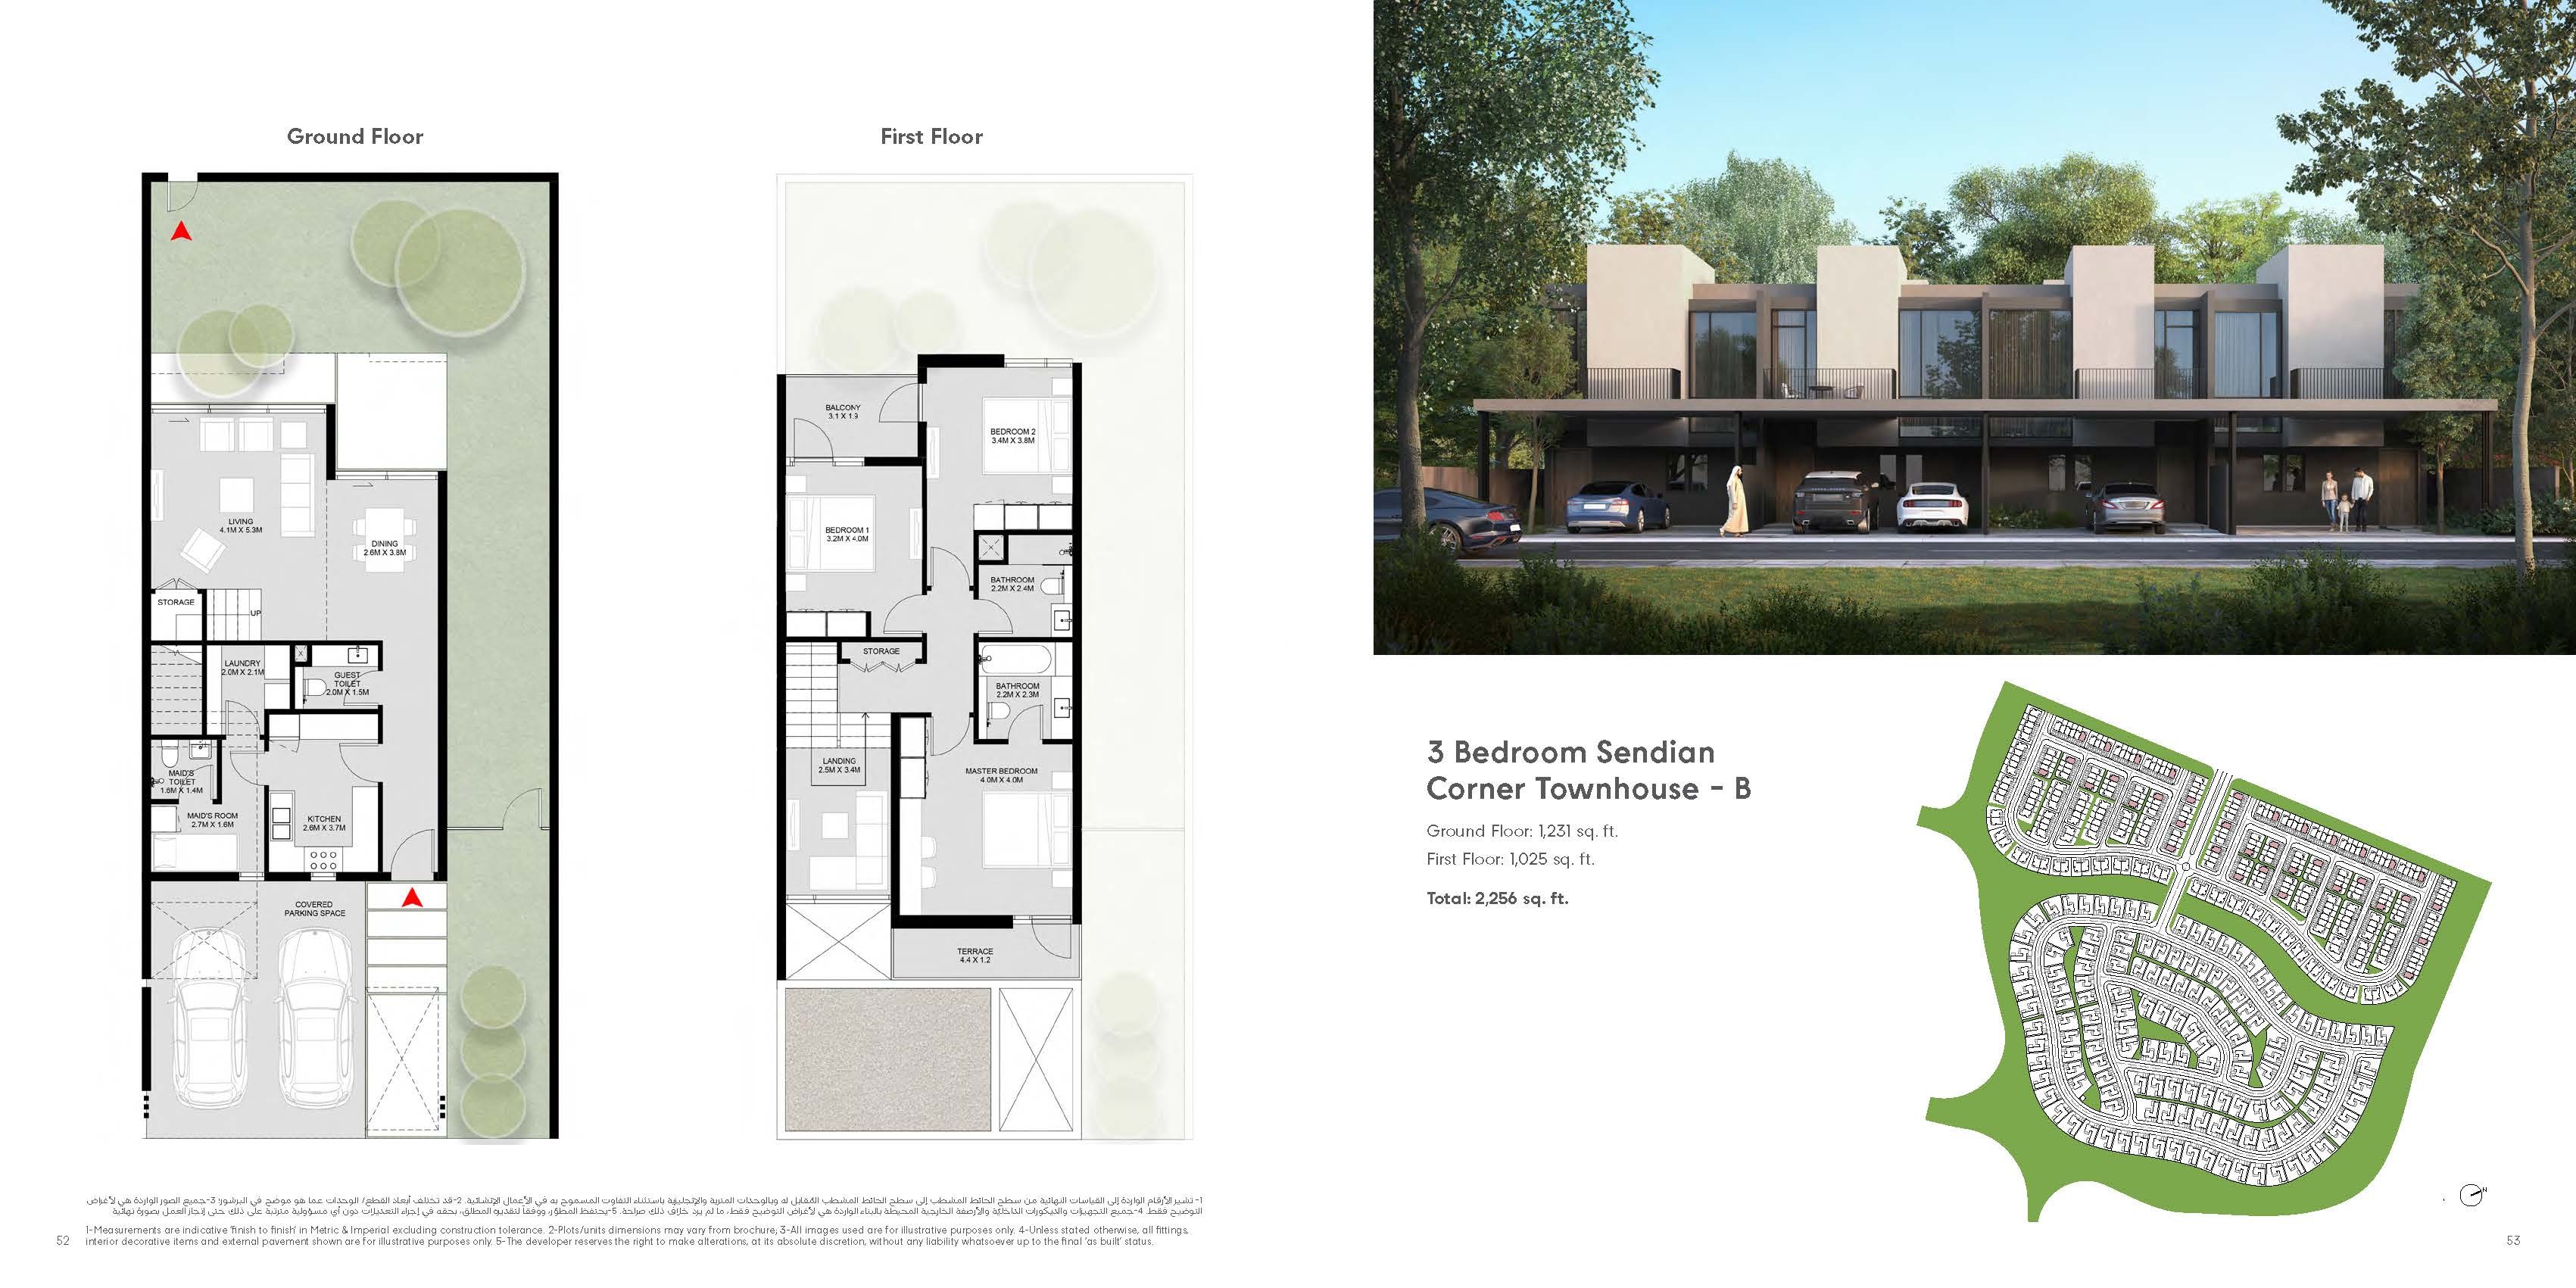 Ground Floor
STORAGE
UP
LIVING
4.1M X 5.3M
DINING
2.6M X 3.8M
LAUNDRY
2.0M X 2.1M
GUEST
TOILET
2.0M X 1.5M
MAID'S
TOILET
1.6M X 1.4M
MAID'S ROOM
2.7M X 1.6M
KITCHEN
2.6M X 3.7M
COVERED
PARKING SPACE
First Floor
BALCONY
3.1 X 1.9
BEDROOM 2
3.4M X 3.8M
BEDROOM 1
3.2M X 4.0M
BATHROOM
2.2M X 2.4M
STORAGE
BATHROOM
2.2M X 2.3M
LANDING
2.5M X 3.4M
MASTER BEDROOM
4.0M X 4.0M
TERRACE
4.4 X 1.2
1- تشير الأرقام الواردة إلى القياسات النهائية من سطح الحائط المشطب إلى سطح الحائط المشطب المقابل له وبالوحدات المترية والإنجليزية باستثناء التفاوت المسموح به في الأعمال الإنشائية. 2-قد تختلف أبعاد القطع/ الوحدات عما هو موضح في البرشور؛ 3-جميع الصور الواردة هي لأغراض
التوضيح فقط. 4-جميع التجهيزات والديكورات الداخلية والأرصفة الخارجية المحيطة بالبناء الواردة هي لأغراض التوضيح فقط، ما لم يرد خلاف ذلك صراحة. 5-يحتفظ المطوّر، ووفقاً لتقديره المطلق، بحقه في إجراء التعديلات دون أي مسؤولية مترتبة على ذلك حتى إنجاز العمل بصورة نهائية
1-Measurements are indicative 'finish to finish' in Metric & Imperial excluding construction tolerance. 2-Plots/units dimensions may vary from brochure; 3-All images used are for illustrative purposes only. 4-Unless stated otherwise, all fittings,
interior decorative items and external pavement shown are for illustrative purposes only. 5-The developer reserves the right to make alterations, at its absolute discretion, without any liability whatsoever up to the final 'as built' status.
52
3 Bedroom Sendian
Corner Townhouse - B
Ground Floor: 1,231 sq. ft.
First Floor: 1,025 sq. ft.
Total: 2,256 sq. ft.
N
53